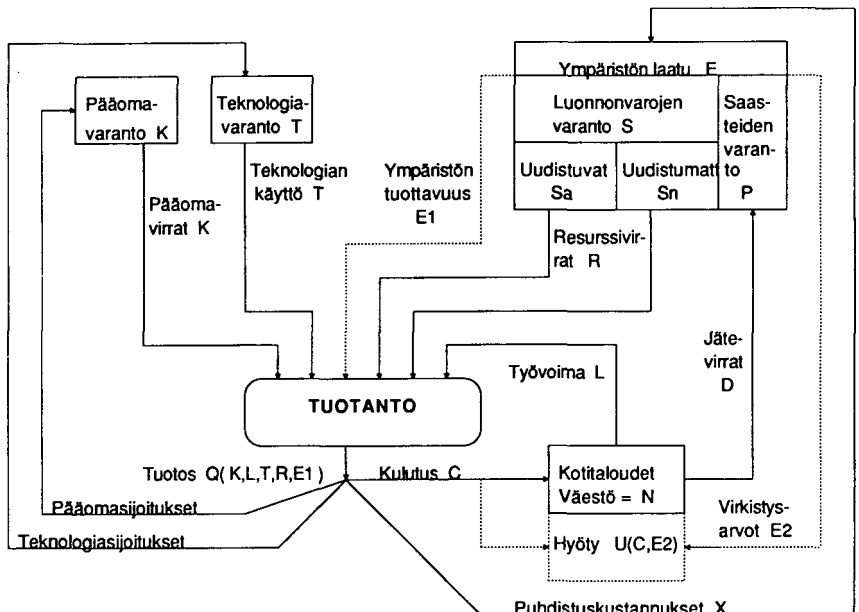 Ympäristön laatu E
Pääoma-
varanto K
Teknologia-
varanto T
Luonnonvarojen
varanto S
Saas-
teiden
varan-
to
P
Uudistuvat
Sa
Uudistumatt
Sn
Pääoma-
virrat K
Teknologian
käyttö T
Ympäristön
tuottavuus
E1
Resurssivir-
rat R
Jäte-
virrat
D
Työvoima L
TUOTANTO
Tuotos Q( K,L,T,R,E1 )
Kulutus C
Kotitaloudet
Väestö = N
Pääomasijoitukset
Teknologiasijoitukset
Hyöty U(C,E2)
Virkistys-
arvot E2
Puhdistuskustannukset X